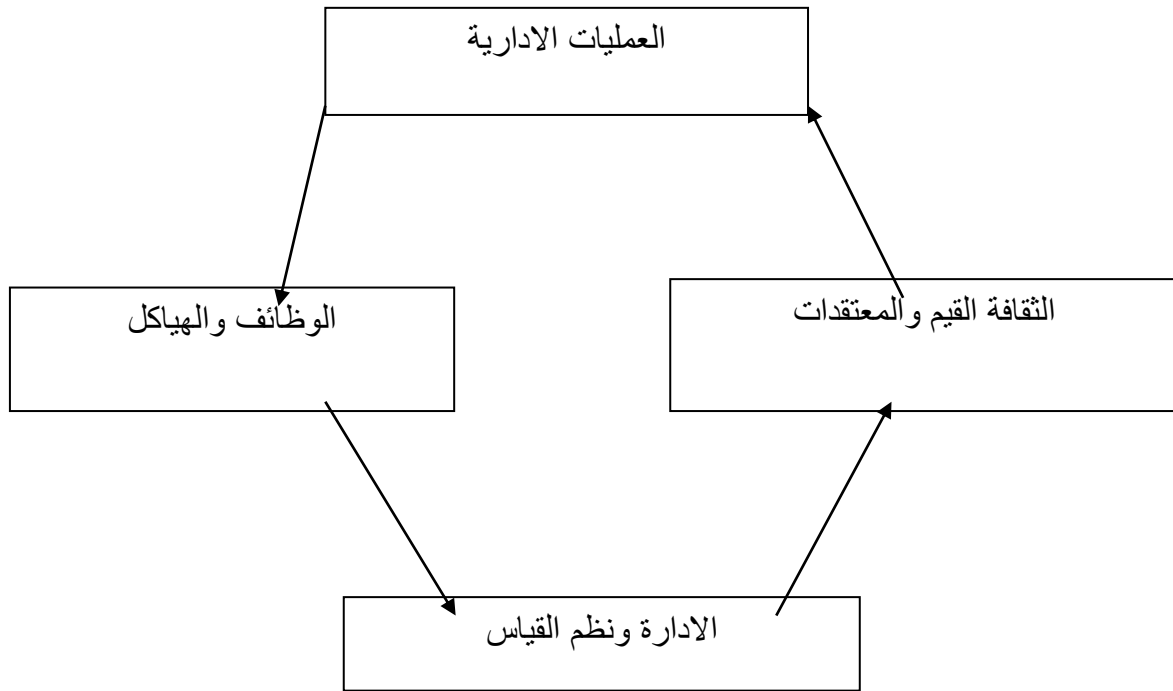 العمليات الادارية
الثقافة القيم والمعتقدات
الوظائف والهياكل
الادارة ونظم القياس